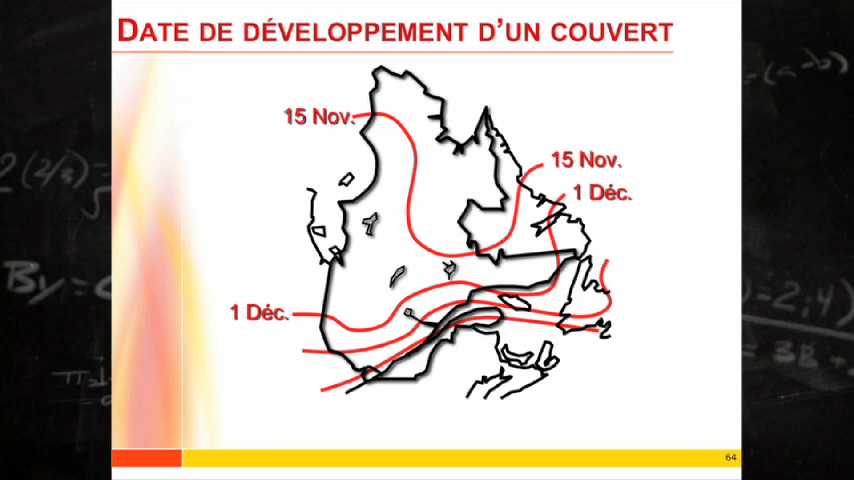 DATE DE DÉVELOPPEMENT D'UN COUVERT
15 Nov.
15 Nov.
1 Déc.
1 Déc.
64